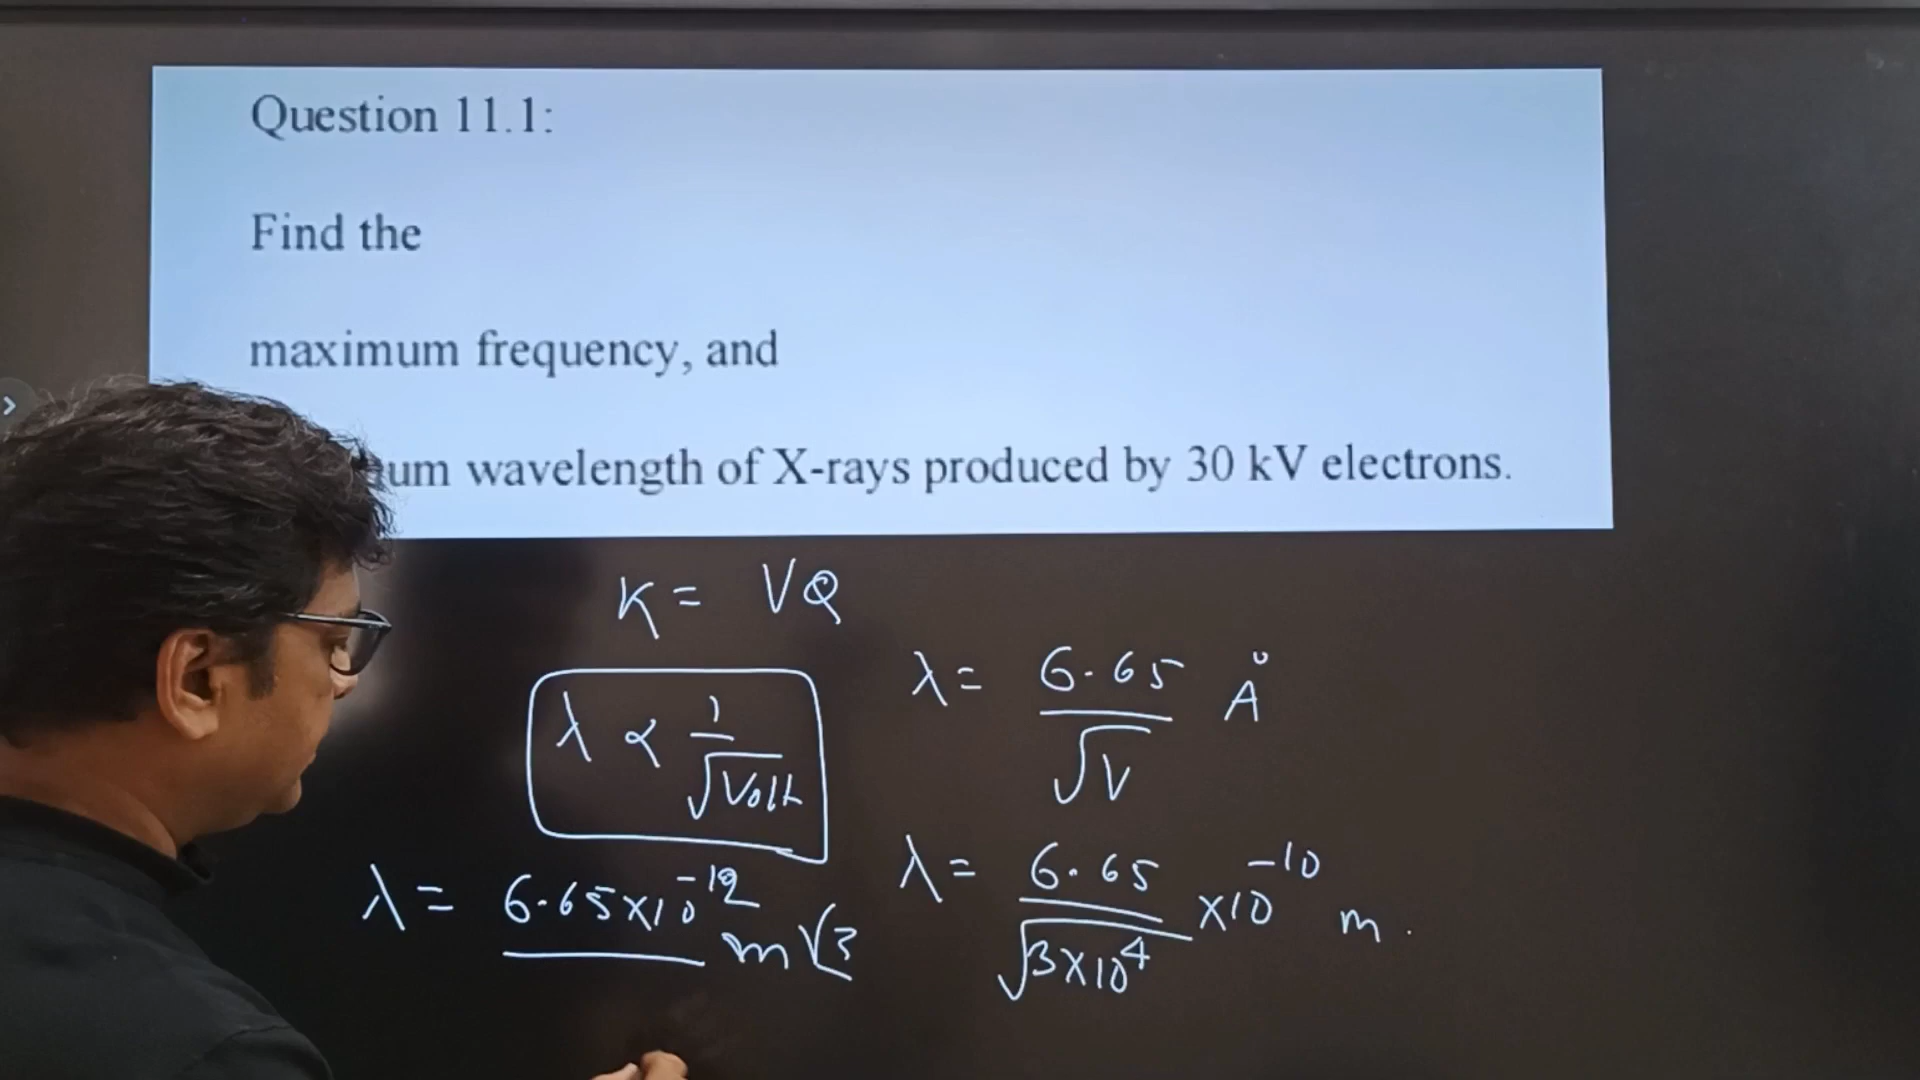 Question 11.1:
Find the
maximum frequency, and
um wavelength of X-rays produced by 30 kV electrons.
K = VQ
λ ∝ 1/√Volt
λ = 6.65/√V Å
λ = 6.65/√3×10⁴ ×10⁻¹⁰ m.
λ = 6.65×10⁻¹² m √3